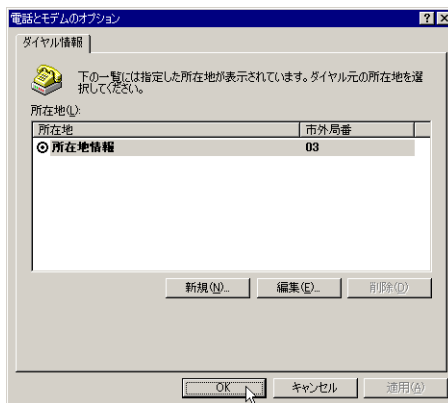 電話とモデムのオプション
ダイヤル情報
下の一覧には指定した所在地が表示されています。ダイヤル元の所在地を選
択してください。
所在地(L):
所在地 市外局番
所在地情報 03
新規(N)... 編集(E)... 削除(D)
OK キャンセル 適用(A)